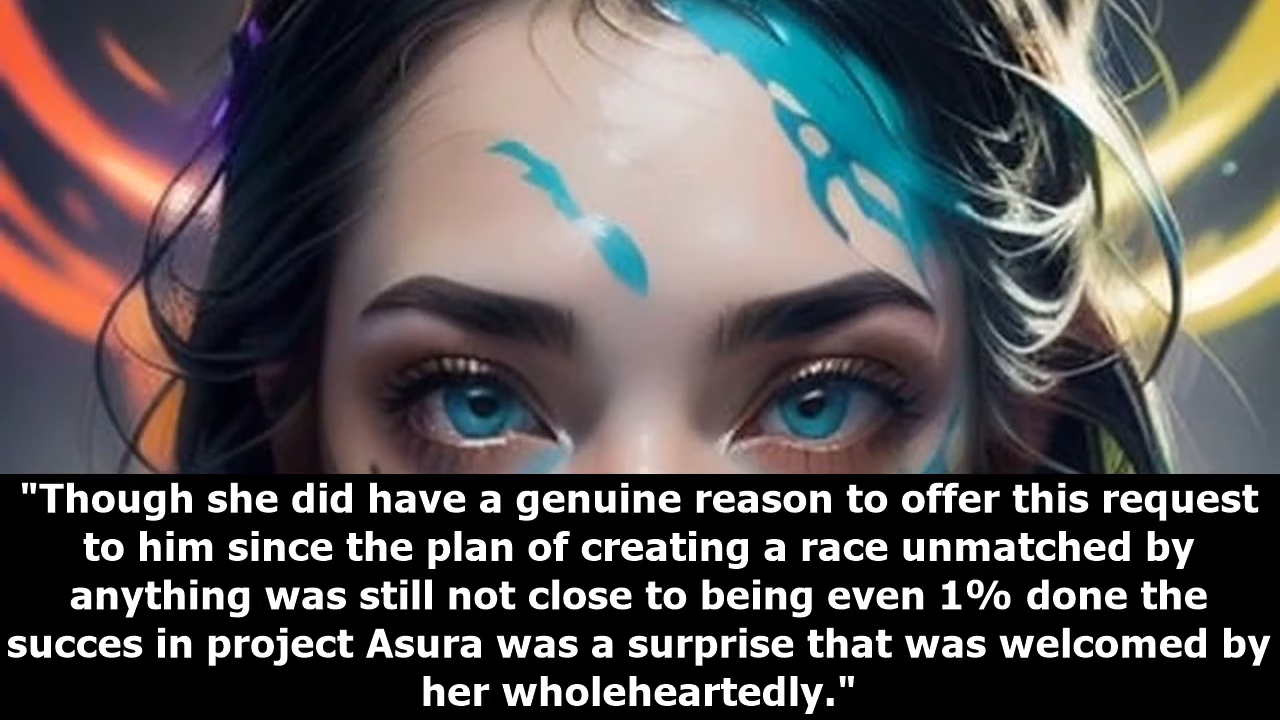 "Though she did have a genuine reason to offer this request
to him since the plan of creating a race unmatched by
anything was still not close to being even 1% done the
succes in project Asura was a surprise that was welcomed by
her wholeheartedly."